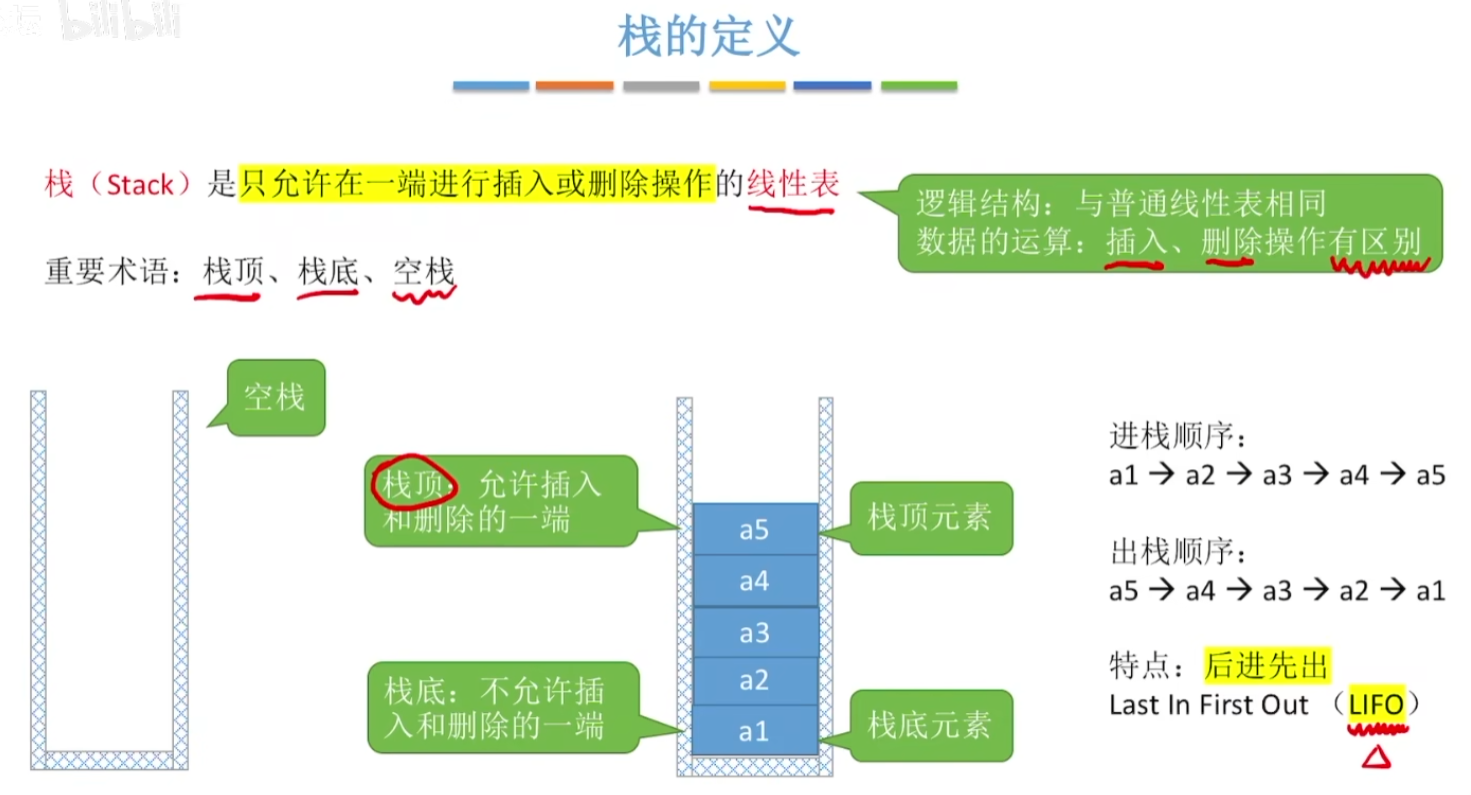 bilibili
栈的定义
栈（Stack）是只允许在一端进行插入或删除操作的线性表
逻辑结构：与普通线性表相同
数据的运算：插入、删除操作有区别
重要术语：栈顶、栈底、空栈
空栈
栈顶：允许插入
和删除的一端
栈底：不允许插
入和删除的一端
a5
a4
a3
a2
a1
栈顶元素
栈底元素
进栈顺序：
a1 → a2 → a3 → a4 → a5
出栈顺序：
a5 → a4 → a3 → a2 → a1
特点：后进先出
Last In First Out （LIFO）